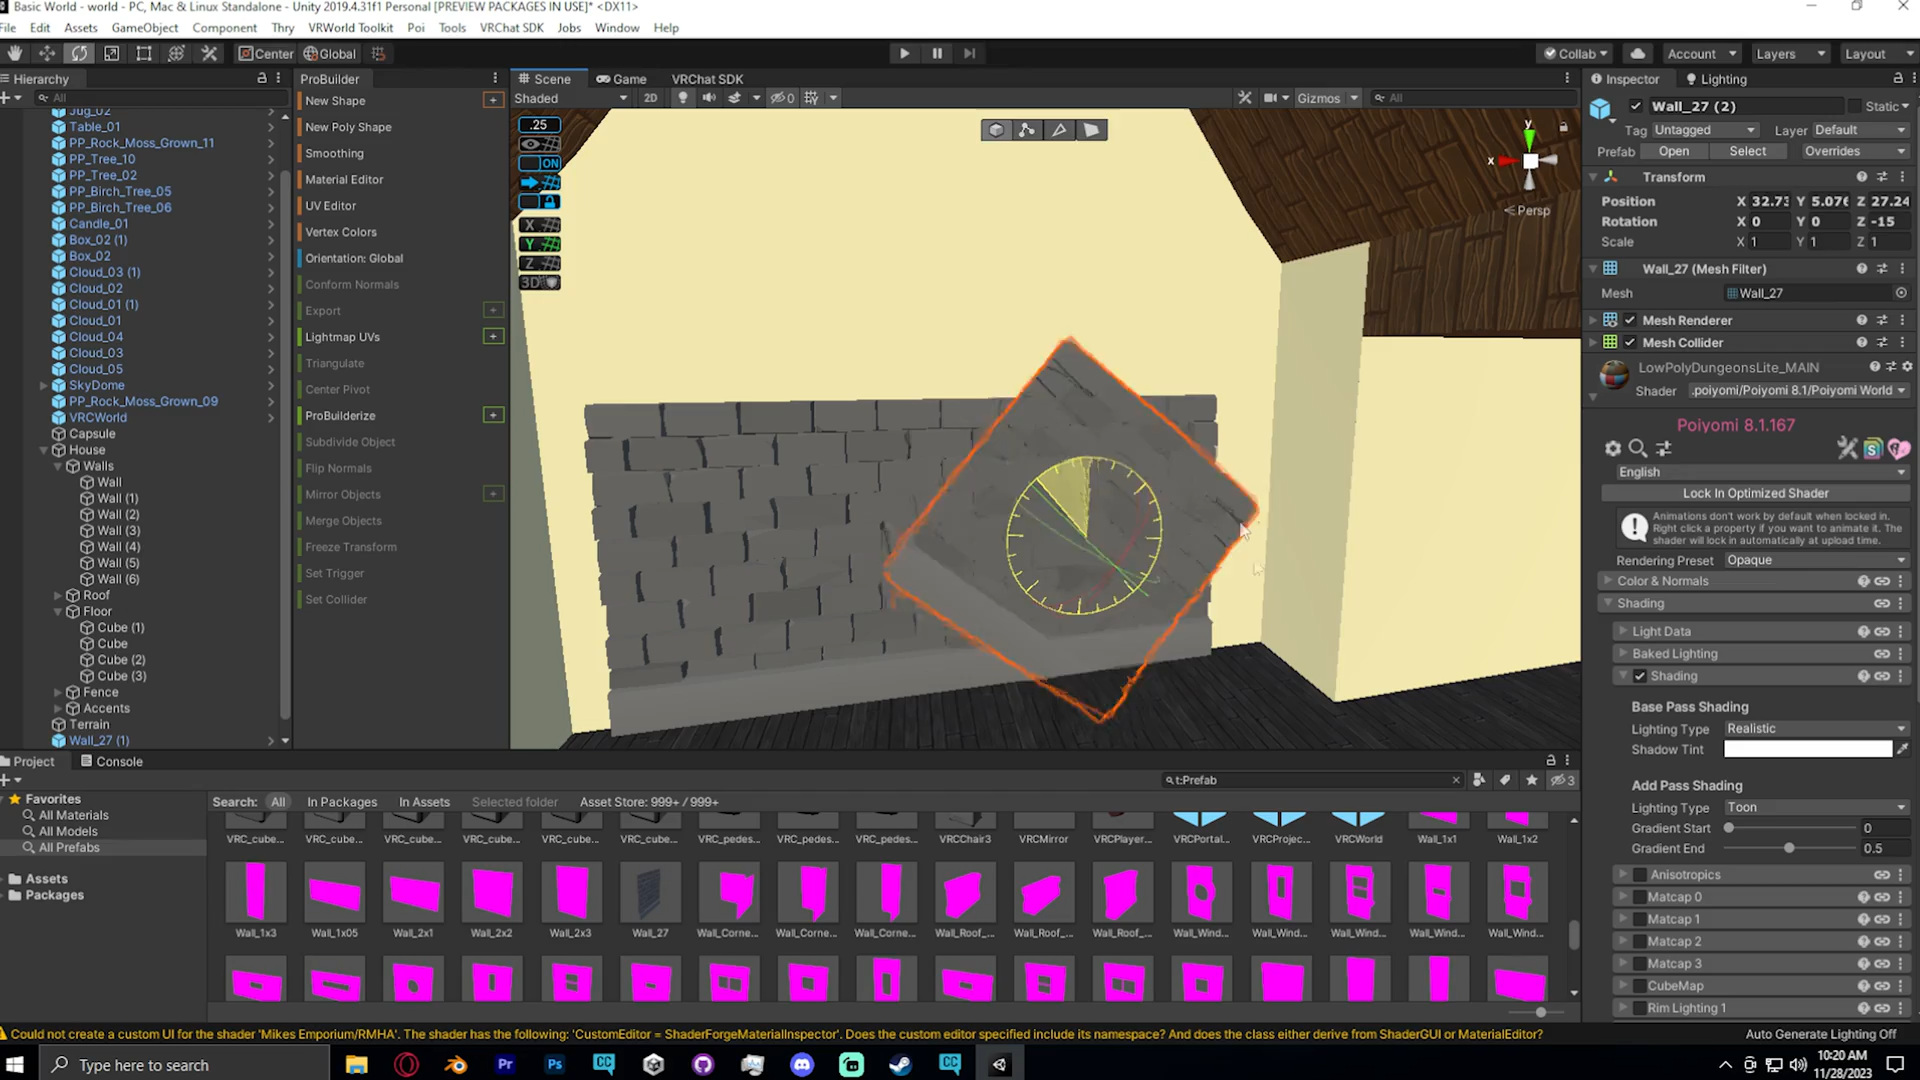 Basic World - world - PC, Mac & Linux Standalone - Unity 2019.4.31f1 Personal [PREVIEW PACKAGES IN USE]* <DX11>
File Edit Assets GameObject Component Thry VRWorld Toolkit Poi Tools VRChat SDK Jobs Window Help
Center Global Collab Account Layers Layout
Hierarchy ProBuilder Scene Game VRChat SDK Inspector Lighting
All
Shaded 2D 0 Gizmos All
Jug_02
Table_01
PP_Rock_Moss_Grown_11
PP_Tree_10
PP_Tree_02
PP_Birch_Tree_05
PP_Birch_Tree_06
Candle_01
Box_02 (1)
Box_02
Cloud_03 (1)
Cloud_02
Cloud_01 (1)
Cloud_01
Cloud_04
Cloud_03
Cloud_05
SkyDome
PP_Rock_Moss_Grown_09
VRCWorld
Capsule
House
Walls
Wall
Wall (1)
Wall (2)
Wall (3)
Wall (4)
Wall (5)
Wall (6)
Roof
Floor
Cube (1)
Cube
Cube (2)
Cube (3)
Fence
Accents
Terrain
Wall_27 (1)
New Shape
New Poly Shape
Smoothing
Material Editor
UV Editor
Vertex Colors
Orientation: Global
Conform Normals
Export
Lightmap UVs
Triangulate
Center Pivot
ProBuilderize
Subdivide Object
Flip Normals
Mirror Objects
Merge Objects
Freeze Transform
Set Trigger
Set Collider
.25
ON
X
Y
Z
3D
y
x
Persp
Wall_27 (2) Static
Tag Untagged Layer Default
Prefab Open Select Overrides
Transform
Position X 32.73 Y 5.076 Z 27.24
Rotation X 0 Y 0 Z -15
Scale X 1 Y 1 Z 1
Wall_27 (Mesh Filter)
Mesh Wall_27
Mesh Renderer
Mesh Collider
LowPolyDungeonsLite_MAIN
Shader .poiyomi/Poiyomi 8.1/Poiyomi World
Poiyomi 8.1.167
English
Lock In Optimized Shader
Animations don't work by default when locked in. Right click a property if you want to animate it. The shader will lock in automatically at upload time.
Rendering Preset Opaque
Color & Normals
Shading
Light Data
Baked Lighting
Shading
Base Pass Shading
Lighting Type Realistic
Shadow Tint
Add Pass Shading
Lighting Type Toon
Gradient Start 0
Gradient End 0.5
Anisotropics
Matcap 0
Matcap 1
Matcap 2
Matcap 3
CubeMap
Rim Lighting 1
Project Console
t:Prefab 3
Favorites
All Materials
All Models
All Prefabs
Assets
Packages
Search: All In Packages In Assets Selected folder Asset Store: 999+ / 999+
VRC_cube... VRC_cube... VRC_cube... VRC_cube... VRC_cube... VRC_cube... VRC_pedes... VRC_pedes... VRC_pedes... VRCChair3 VRCMirror VRCPlayer... VRCPortal... VRCProjec... VRCWorld Wall_1x1 Wall_1x2
Wall_1x3 Wall_1x05 Wall_2x1 Wall_2x2 Wall_2x3 Wall_27 Wall_Corne... Wall_Corne... Wall_Corne... Wall_Roof_... Wall_Roof_... Wall_Roof_... Wall_Wind... Wall_Wind... Wall_Wind... Wall_Wind... Wall_Wind...
Could not create a custom UI for the shader 'Mikes Emporium/RMHA'. The shader has the following: 'CustomEditor = ShaderForgeMaterialInspector'. Does the custom editor specified include its namespace? And does the class either derive from ShaderGUI or MaterialEditor?
Auto Generate Lighting Off
Type here to search
Pr Ps CC CC
10:20 AM
11/28/2023